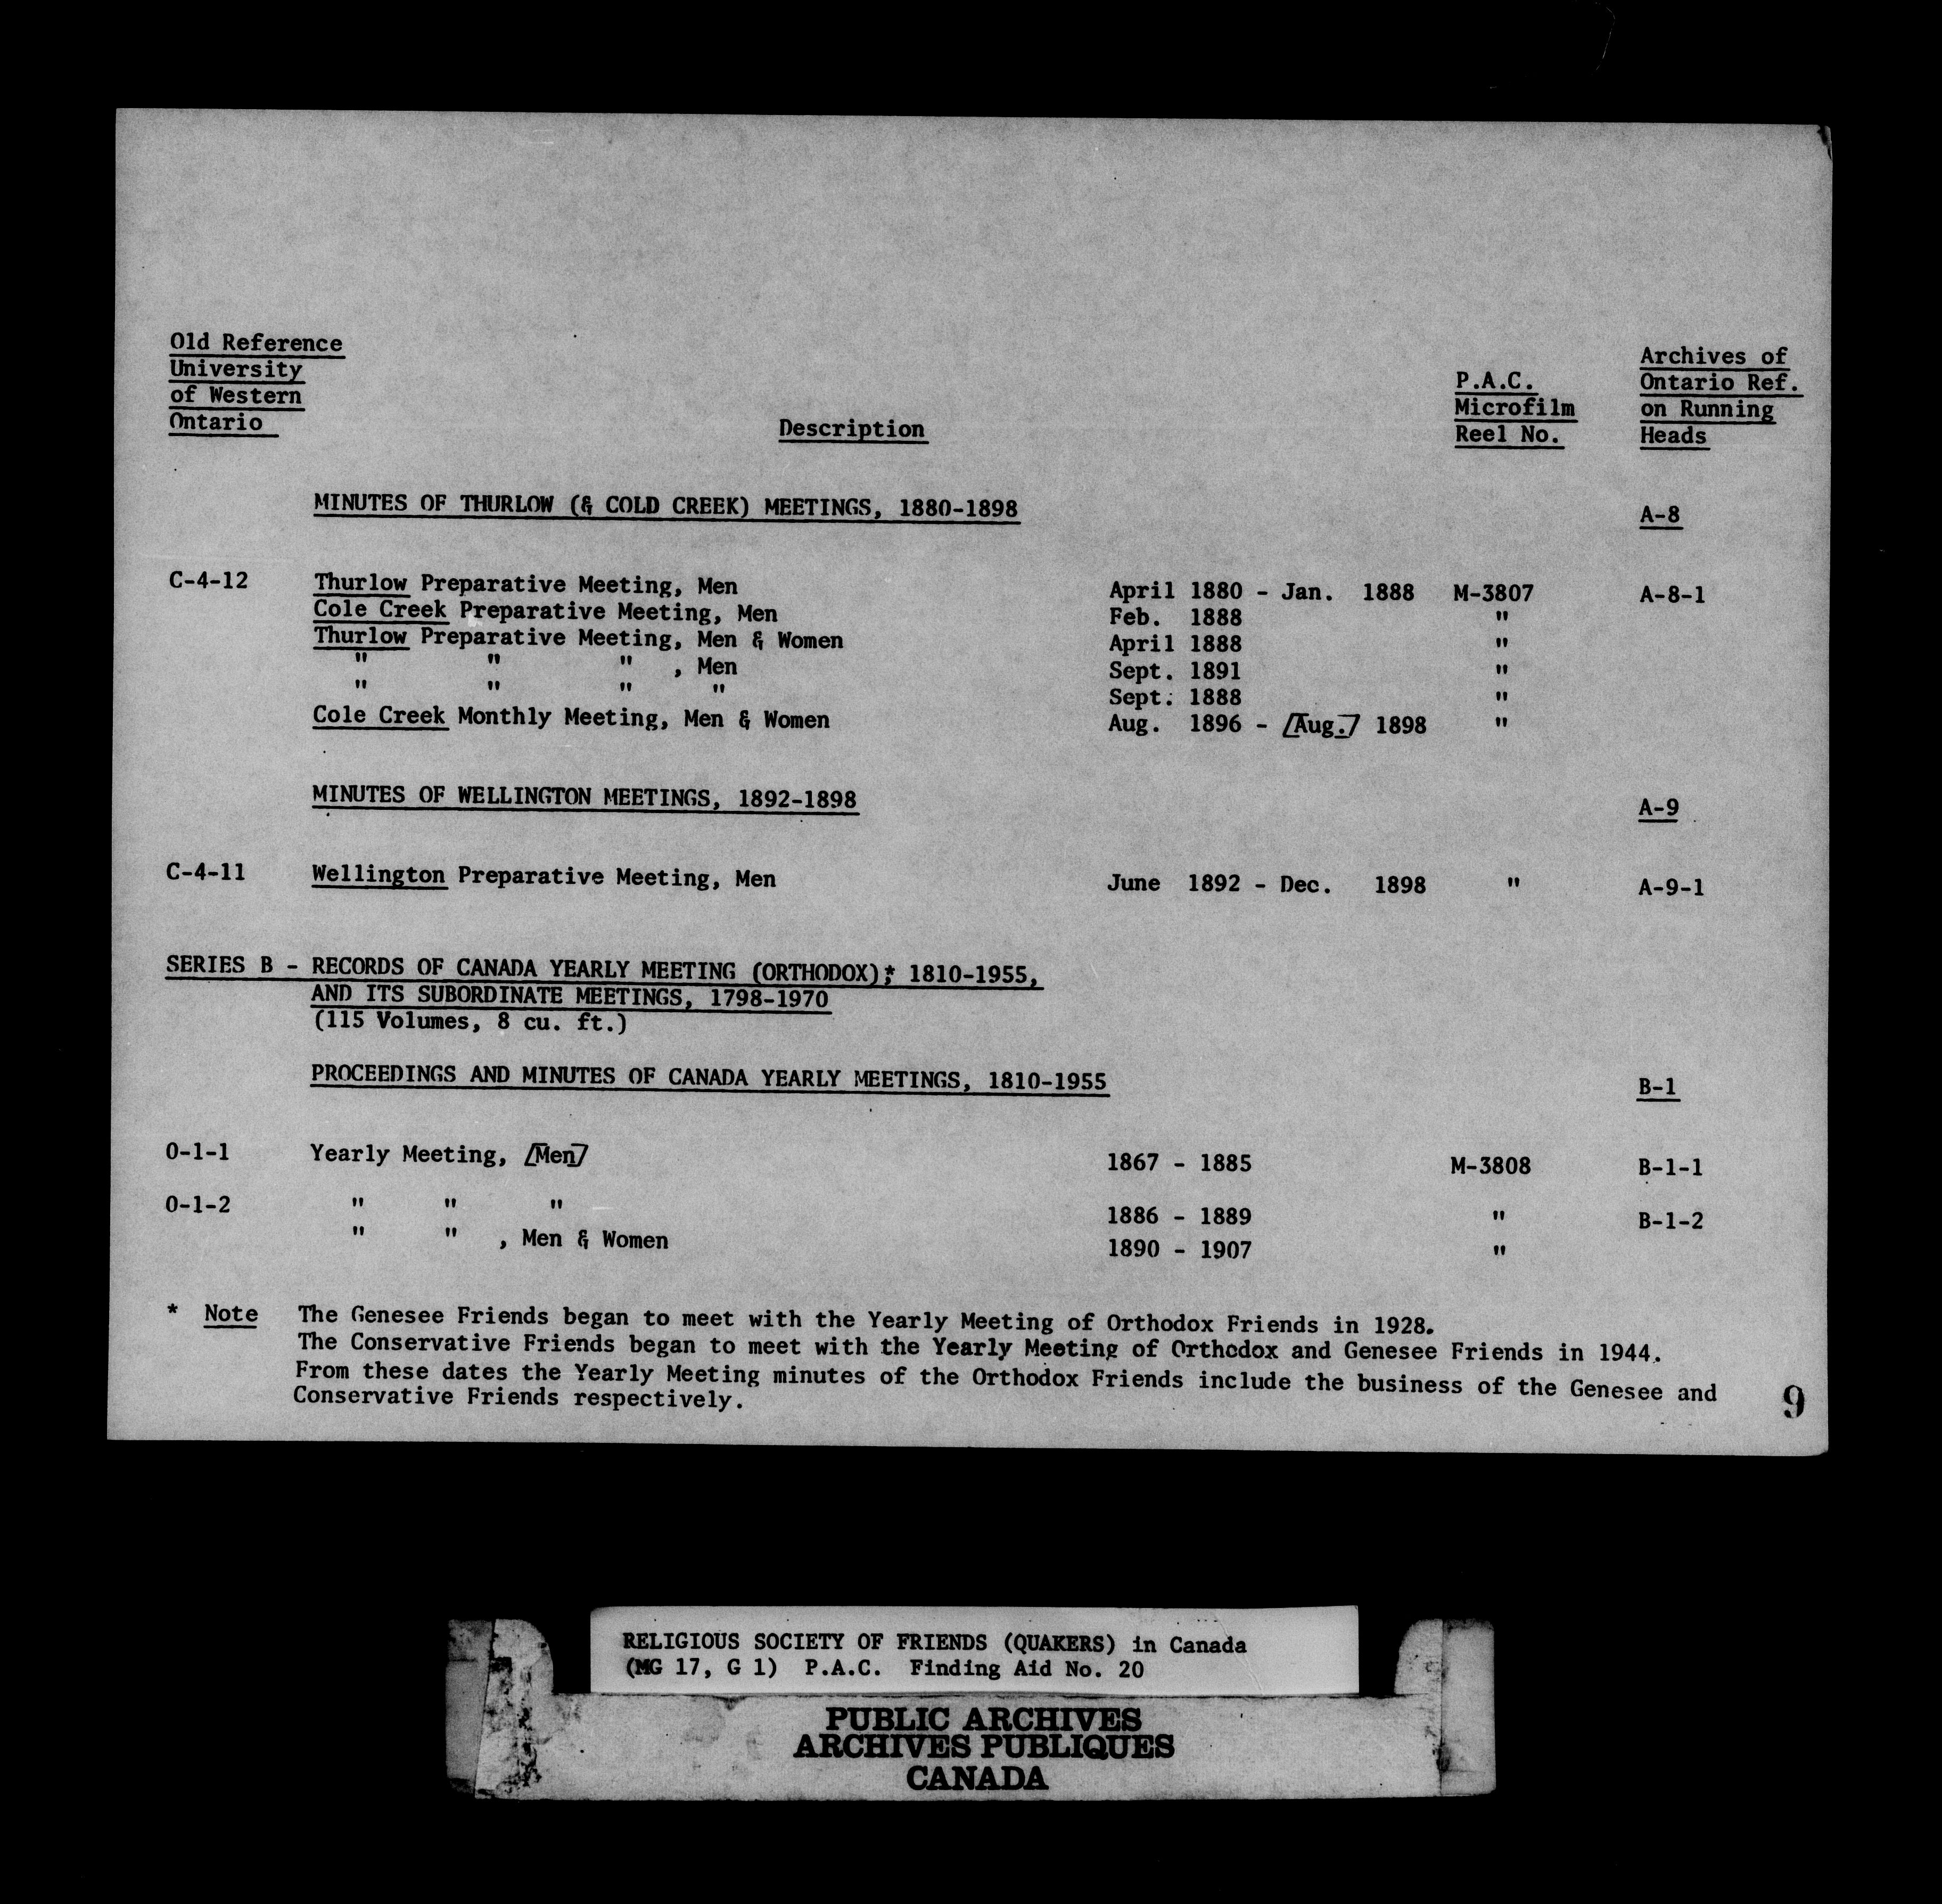 Old Reference
University
of Western
Ontario
Description
P.A.C.
Microfilm
Reel No.
Archives of
Ontario Ref.
on Running
Heads
MINUTES OF THURLOW (& COLD CREEK) MEETINGS, 1880-1898 A-8
C-4-12 Thurlow Preparative Meeting, Men April 1880 - Jan. 1888 M-3807 A-8-1
Cole Creek Preparative Meeting, Men Feb. 1888 "
Thurlow Preparative Meeting, Men & Women April 1888 "
" " " , Men Sept. 1891 "
" " " " Sept. 1888 "
Cole Creek Monthly Meeting, Men & Women Aug. 1896 - [Aug.] 1898 "
MINUTES OF WELLINGTON MEETINGS, 1892-1898 A-9
C-4-11 Wellington Preparative Meeting, Men June 1892 - Dec. 1898 " A-9-1
SERIES B - RECORDS OF CANADA YEARLY MEETING (ORTHODOX),* 1810-1955,
AND ITS SUBORDINATE MEETINGS, 1798-1970
(115 Volumes, 8 cu. ft.)
PROCEEDINGS AND MINUTES OF CANADA YEARLY MEETINGS, 1810-1955 B-1
O-1-1 Yearly Meeting, [Men] 1867 - 1885 M-3808 B-1-1
O-1-2 " " " 1886 - 1889 " B-1-2
" " , Men & Women 1890 - 1907 "
* Note The Genesee Friends began to meet with the Yearly Meeting of Orthodox Friends in 1928.
The Conservative Friends began to meet with the Yearly Meeting of Orthodox and Genesee Friends in 1944.
From these dates the Yearly Meeting minutes of the Orthodox Friends include the business of the Genesee and
Conservative Friends respectively.
9
RELIGIOUS SOCIETY OF FRIENDS (QUAKERS) in Canada
(MG 17, G 1) P.A.C. Finding Aid No. 20
PUBLIC ARCHIVES
ARCHIVES PUBLIQUES
CANADA